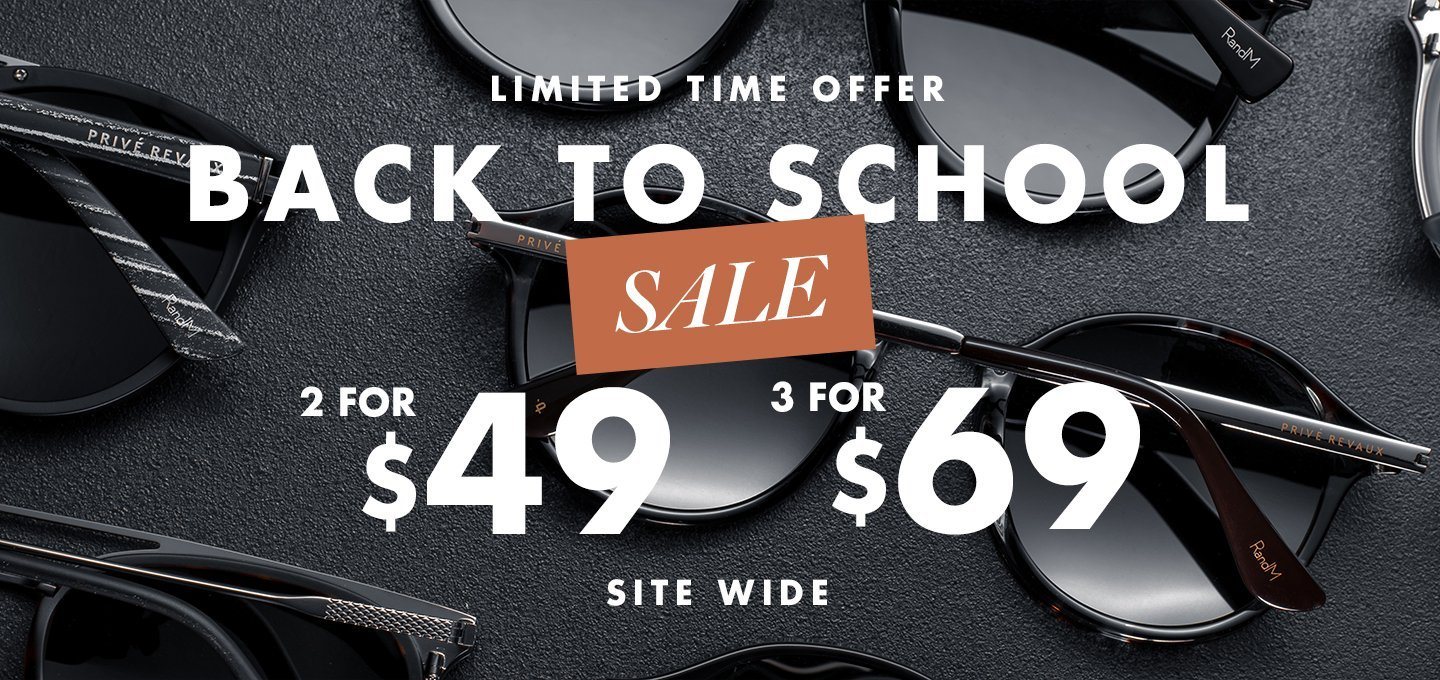 LIMITED TIME OFFER
BACK TO SCHOOL
SALE
2 FOR
$49
3 FOR
$69
SITE WIDE
RandM
PRIVÉ REVAUX
RandM
PRIVÉ
PRIVÉ REVAUX
RandM